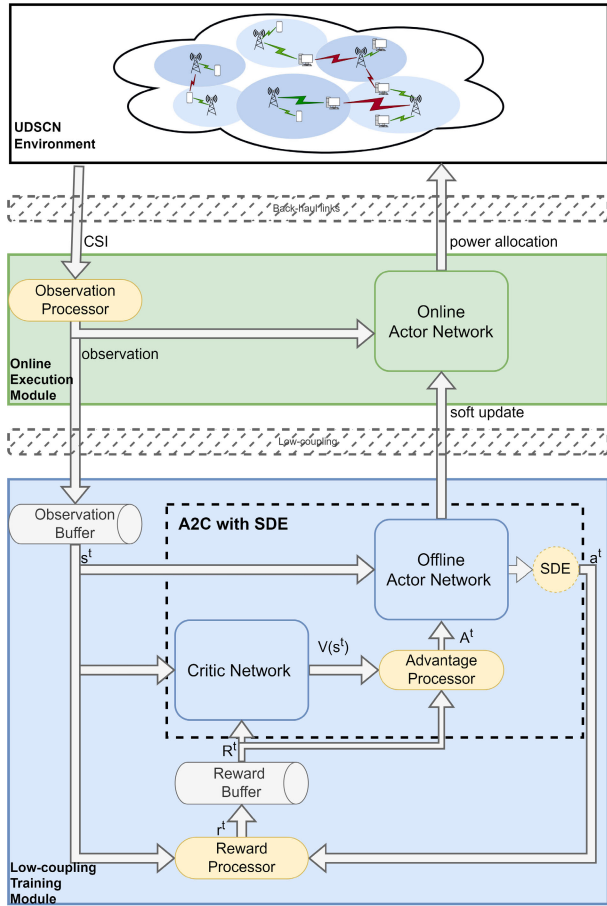 UDSCN
Environment
Back-haul links
CSI
power allocation
Observation
Processor
Online
Actor Network
observation
Online
Execution
Module
soft update
Low-coupling
Observation
Buffer
A2C with SDE
s^t
Offline
Actor Network
SDE
a^t
V(s^t)
A^t
Critic Network
Advantage
Processor
R^t
Reward
Buffer
r^t
Reward
Processor
Low-coupling
Training
Module